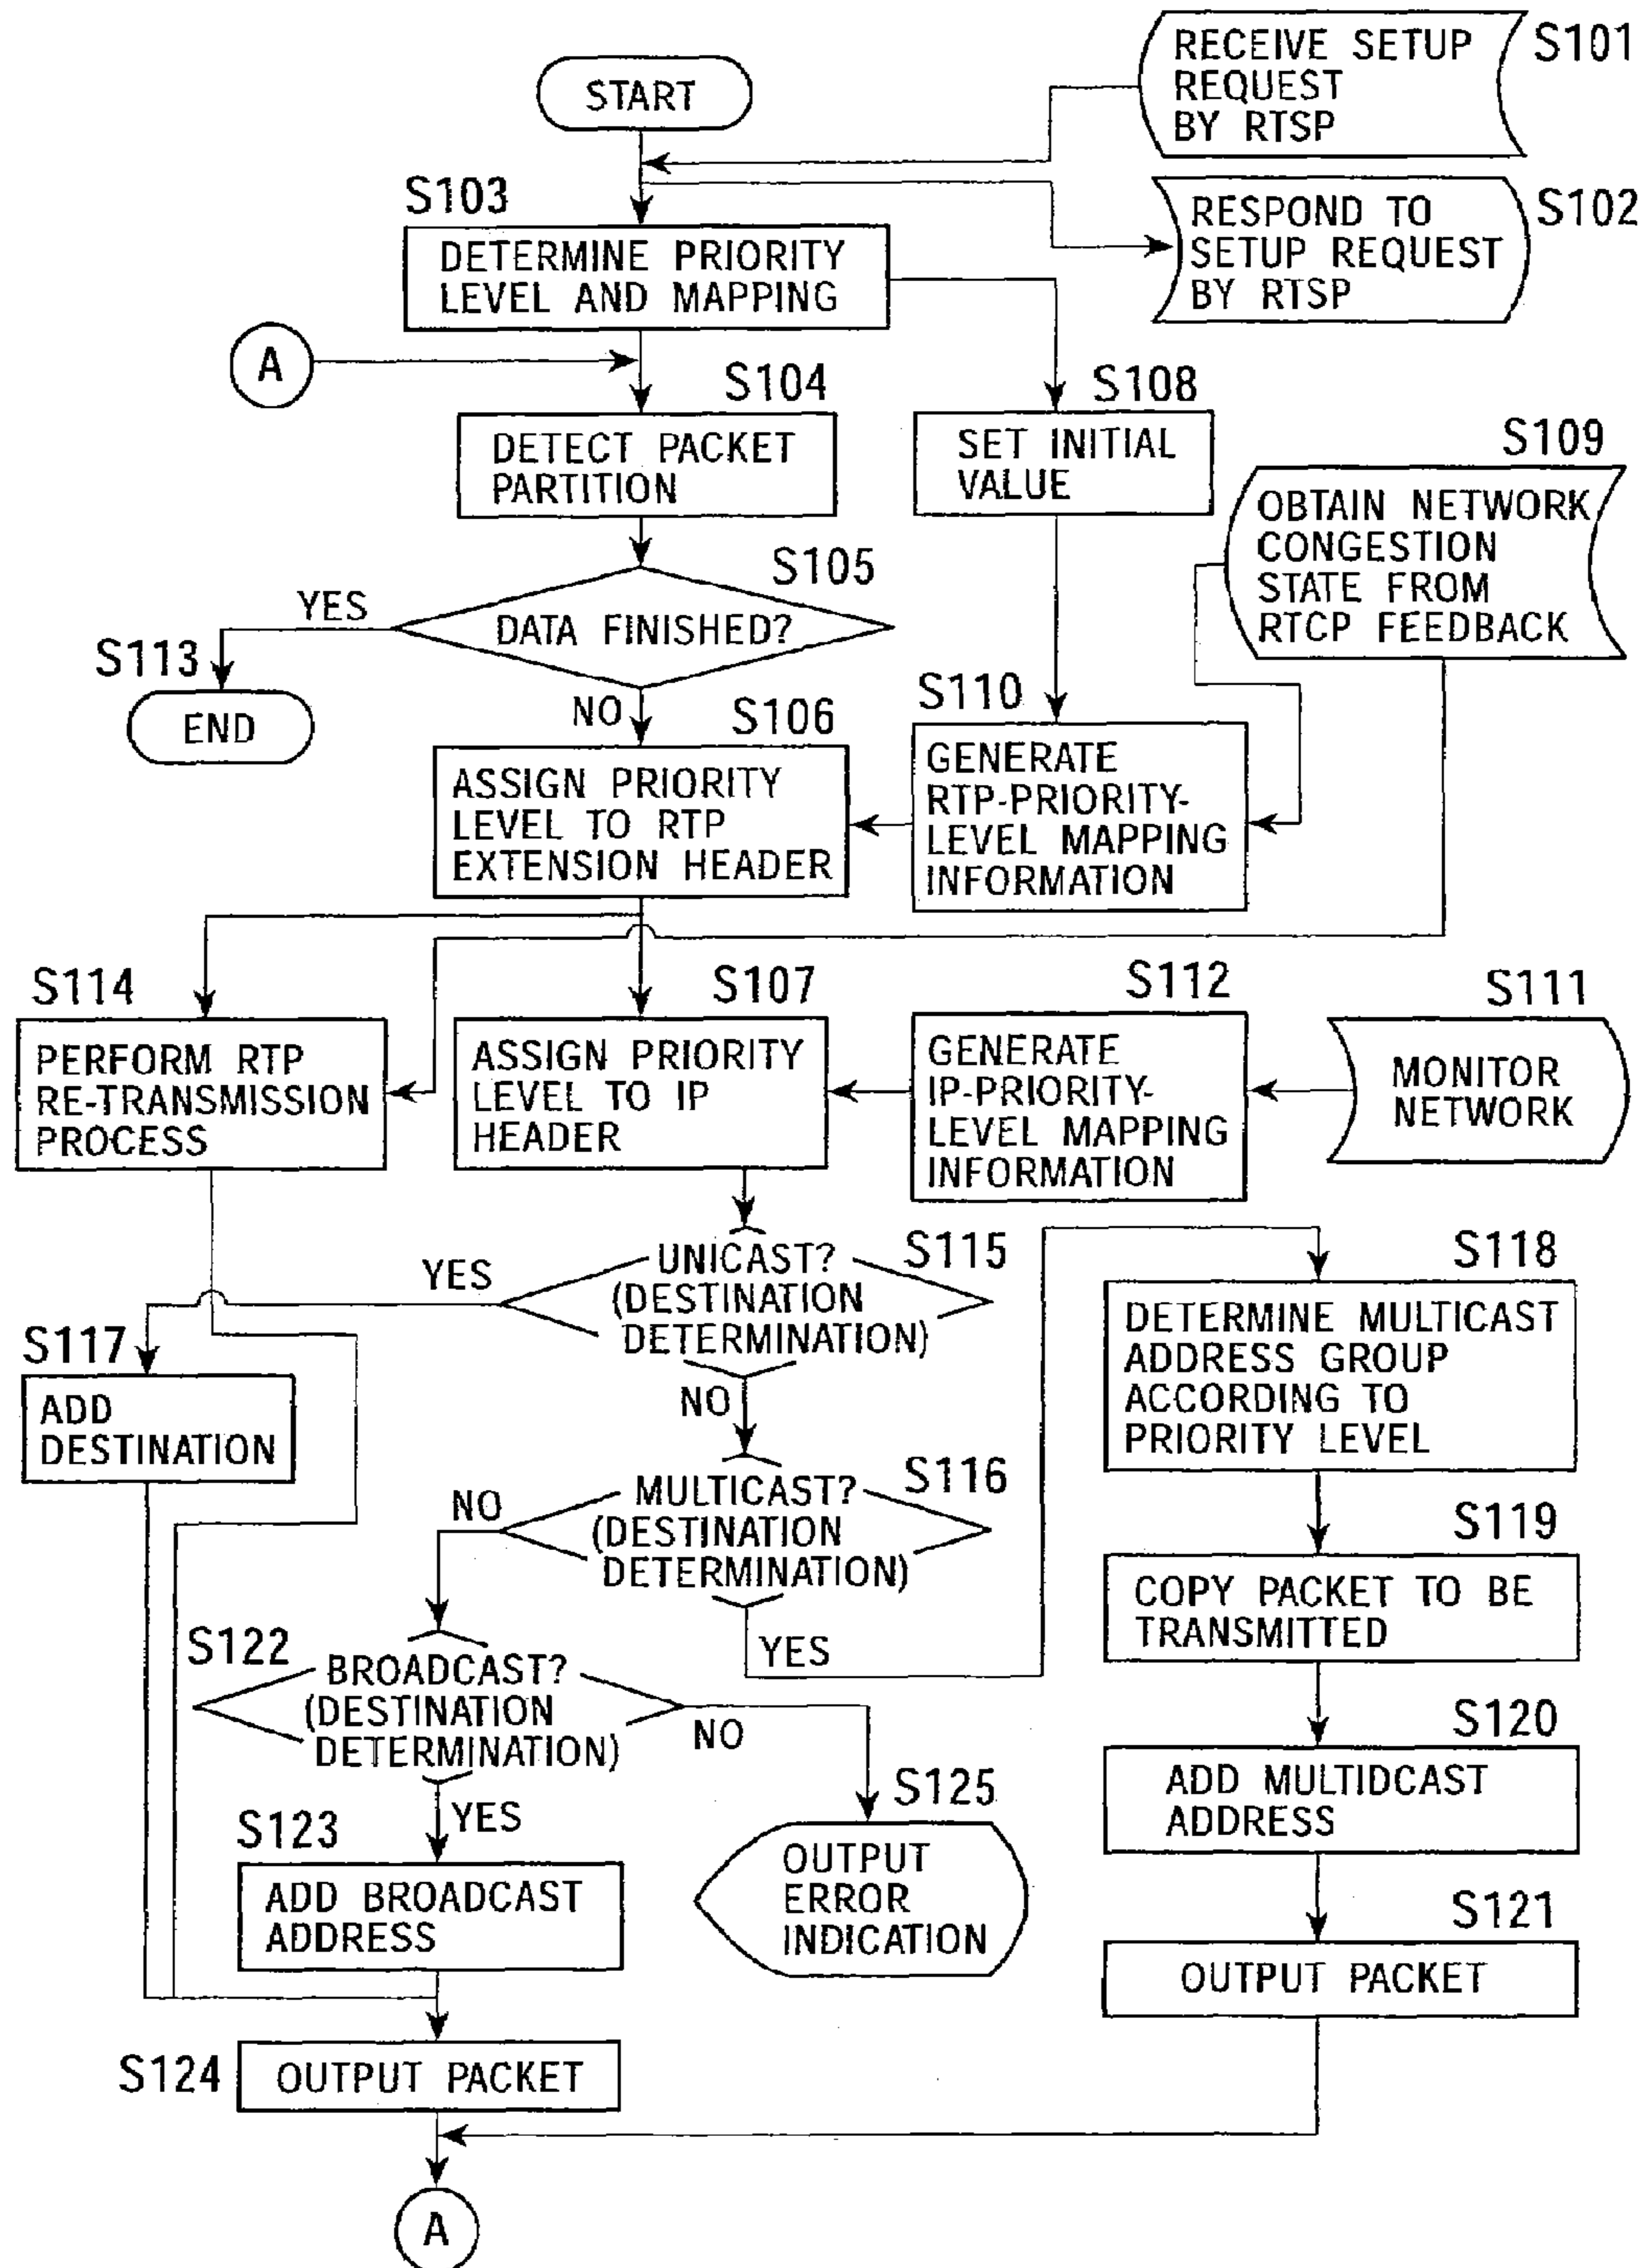 START
RECEIVE SETUP
REQUEST
BY RTSP
S101
S103
RESPOND TO
SETUP REQUEST
BY RTSP
S102
DETERMINE PRIORITY
LEVEL AND MAPPING
A
S104
DETECT PACKET
PARTITION
S108
SET INITIAL
VALUE
S109
OBTAIN NETWORK
CONGESTION
STATE FROM
RTCP FEEDBACK
S105
YES
DATA FINISHED?
S113
END
NO
S106
ASSIGN PRIORITY
LEVEL TO RTP
EXTENSION HEADER
S110
GENERATE
RTP-PRIORITY-
LEVEL MAPPING
INFORMATION
S114
PERFORM RTP
RE-TRANSMISSION
PROCESS
S107
ASSIGN PRIORITY
LEVEL TO IP
HEADER
S112
GENERATE
IP-PRIORITY-
LEVEL MAPPING
INFORMATION
S111
MONITOR
NETWORK
YES
UNICAST?
(DESTINATION
DETERMINATION)
S115
S117
ADD
DESTINATION
NO
S118
DETERMINE MULTICAST
ADDRESS GROUP
ACCORDING TO
PRIORITY LEVEL
NO
MULTICAST?
(DESTINATION
DETERMINATION)
S116
YES
S119
COPY PACKET TO BE
TRANSMITTED
S122
BROADCAST?
(DESTINATION
DETERMINATION)
NO
YES
S120
ADD MULTIDCAST
ADDRESS
S123
ADD BROADCAST
ADDRESS
S125
OUTPUT
ERROR
INDICATION
S121
OUTPUT PACKET
S124
OUTPUT PACKET
A